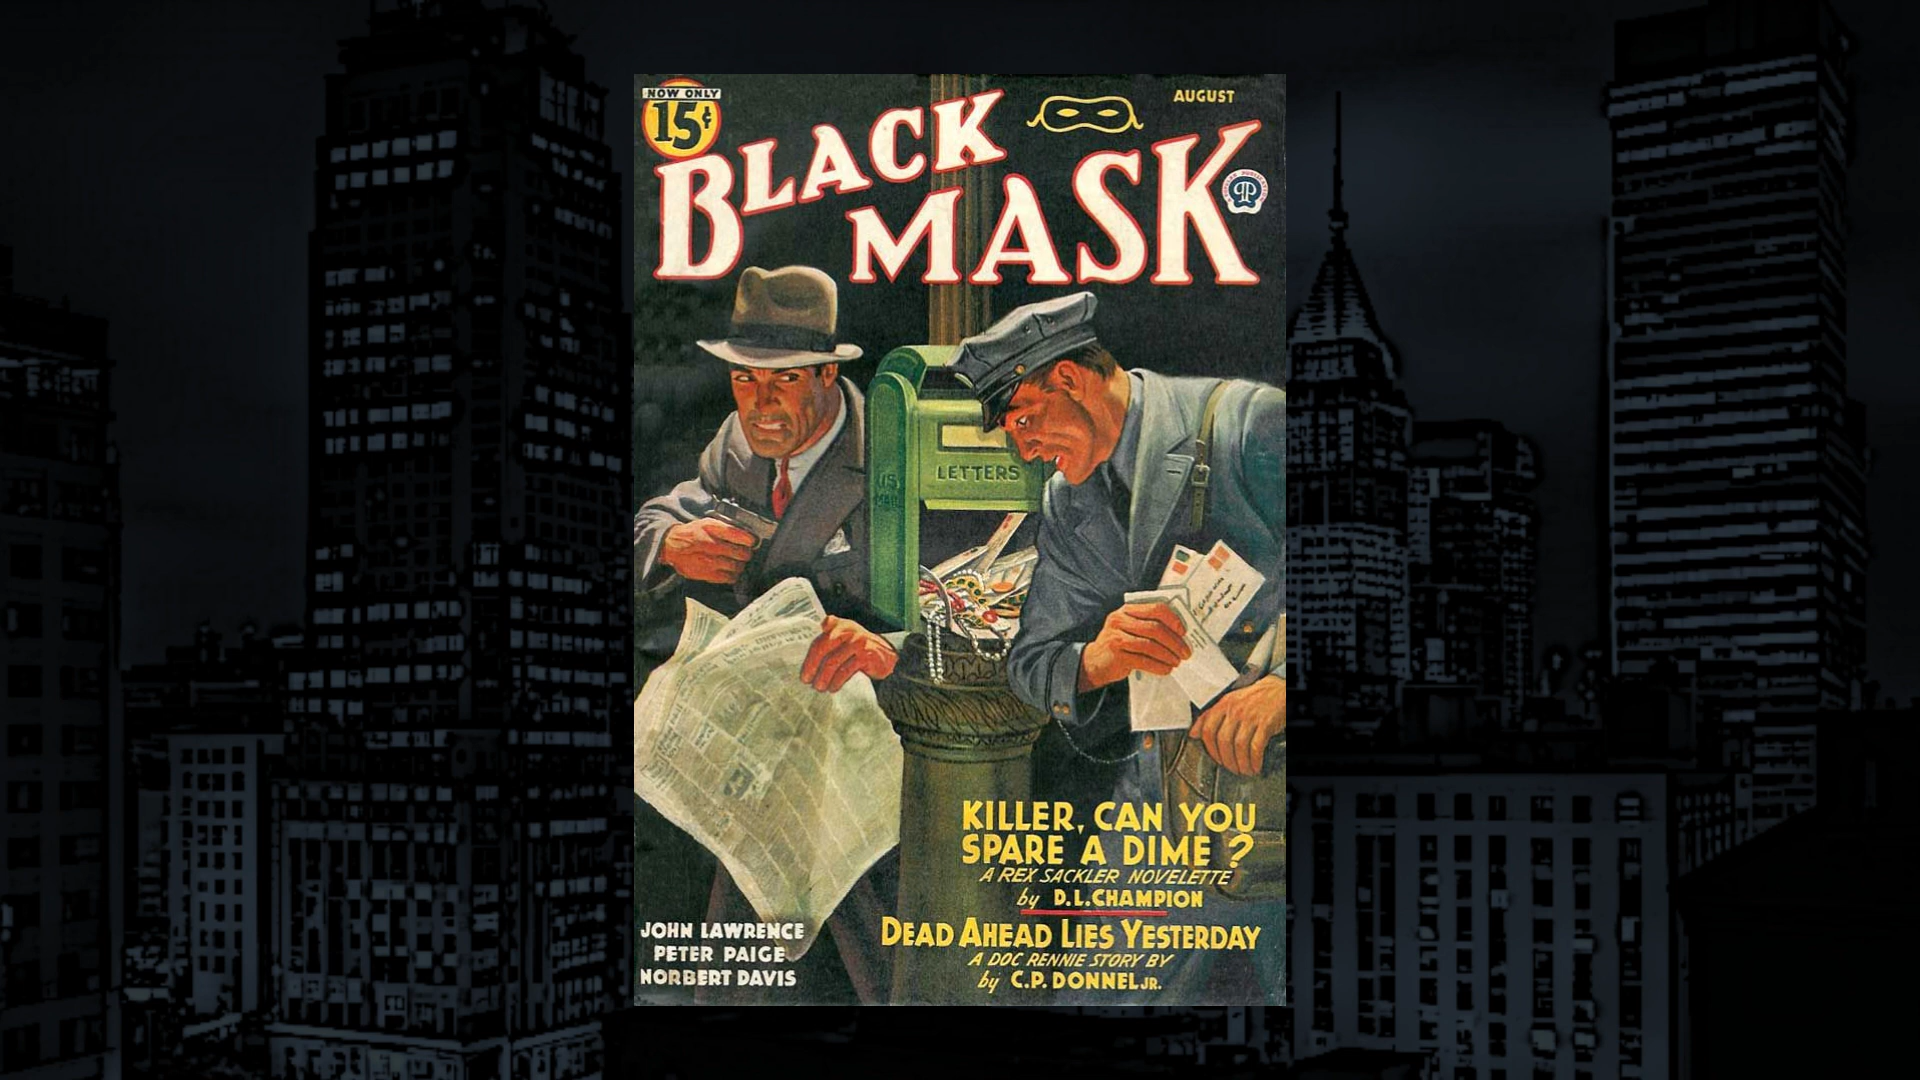 NOW ONLY
15¢
AUGUST
BLACK
MASK
LETTERS
US
MAIL
KILLER, CAN YOU
SPARE A DIME?
A REX SACKLER NOVELETTE
by D.L.CHAMPION
DEAD AHEAD LIES YESTERDAY
A DOC RENNIE STORY BY
by C.P. DONNEL JR.
JOHN LAWRENCE
PETER PAIGE
NORBERT DAVIS